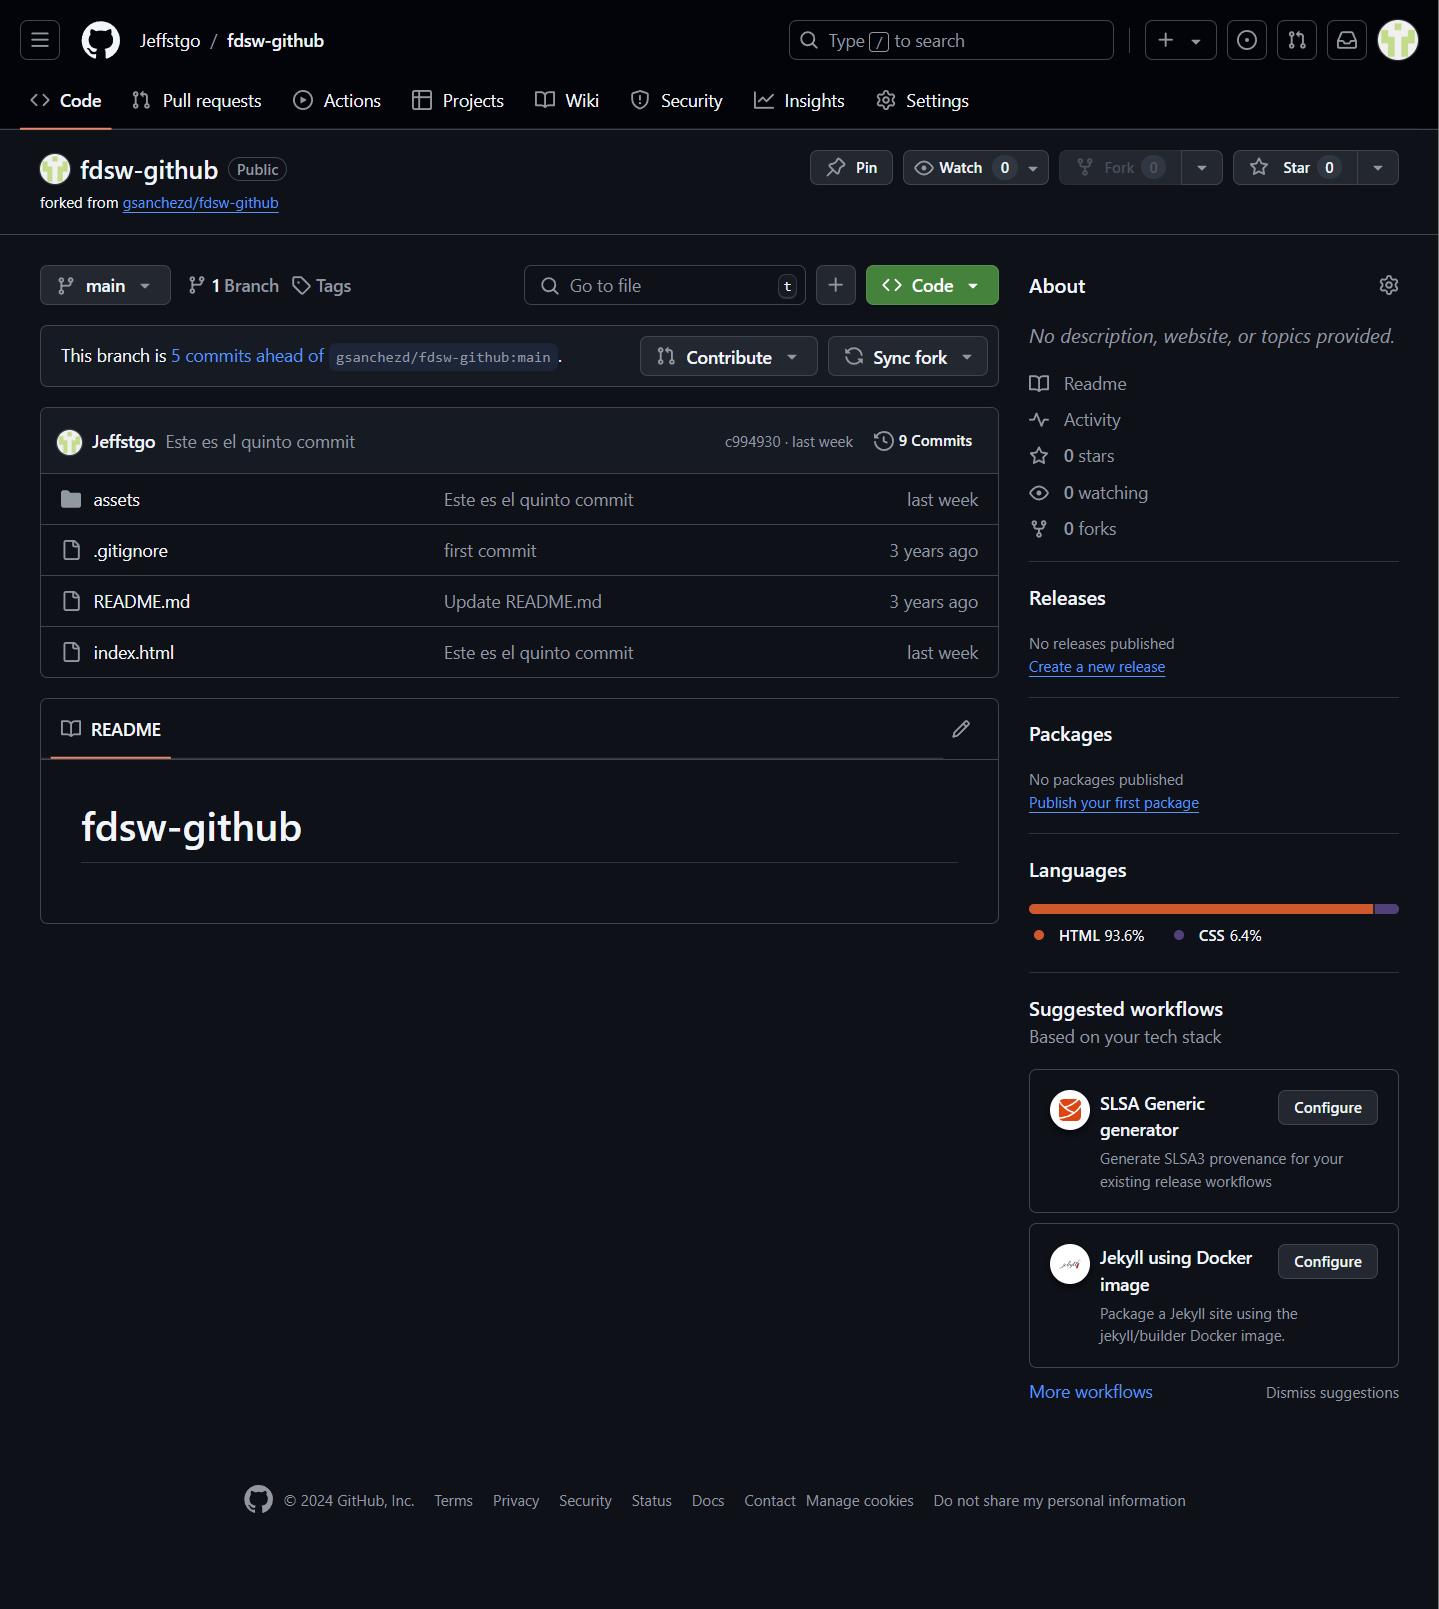 Jeffstgo / fdsw-github
Type / to search
Code Pull requests Actions Projects Wiki Security Insights Settings
fdsw-github Public
Pin Watch 0 Fork 0 Star 0
forked from gsanchezd/fdsw-github
main 1 Branch Tags Go to file t Code
This branch is 5 commits ahead of gsanchezd/fdsw-github:main.
Contribute Sync fork
Jeffstgo Este es el quinto commit c994930 · last week 9 Commits
assets Este es el quinto commit last week
.gitignore first commit 3 years ago
README.md Update README.md 3 years ago
index.html Este es el quinto commit last week
README
fdsw-github
About
No description, website, or topics provided.
Readme
Activity
0 stars
0 watching
0 forks
Releases
No releases published
Create a new release
Packages
No packages published
Publish your first package
Languages
HTML 93.6% CSS 6.4%
Suggested workflows
Based on your tech stack
SLSA Generic
generator
Configure
Generate SLSA3 provenance for your
existing release workflows
jekyll
Jekyll using Docker
image
Configure
Package a Jekyll site using the
jekyll/builder Docker image.
More workflows Dismiss suggestions
© 2024 GitHub, Inc. Terms Privacy Security Status Docs Contact Manage cookies Do not share my personal information